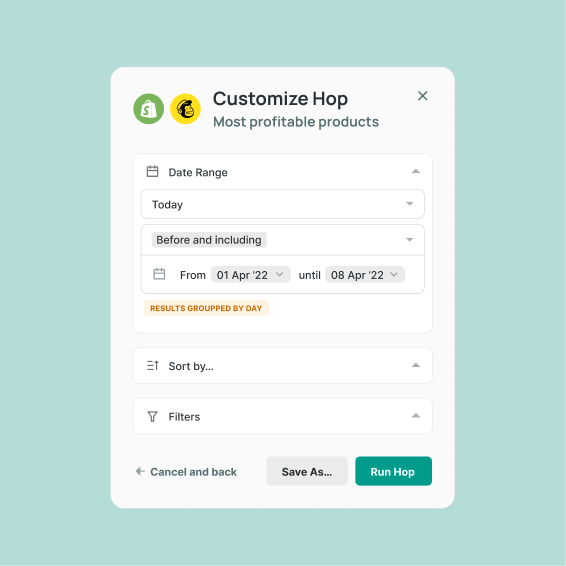 Customize Hop
Most profitable products
Date Range
Today
Before and including
From 01 Apr '22 until 08 Apr '22
RESULTS GROUPPED BY DAY
Sort by...
Filters
Cancel and back
Save As...
Run Hop